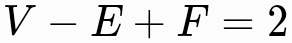 V − E + F = 2